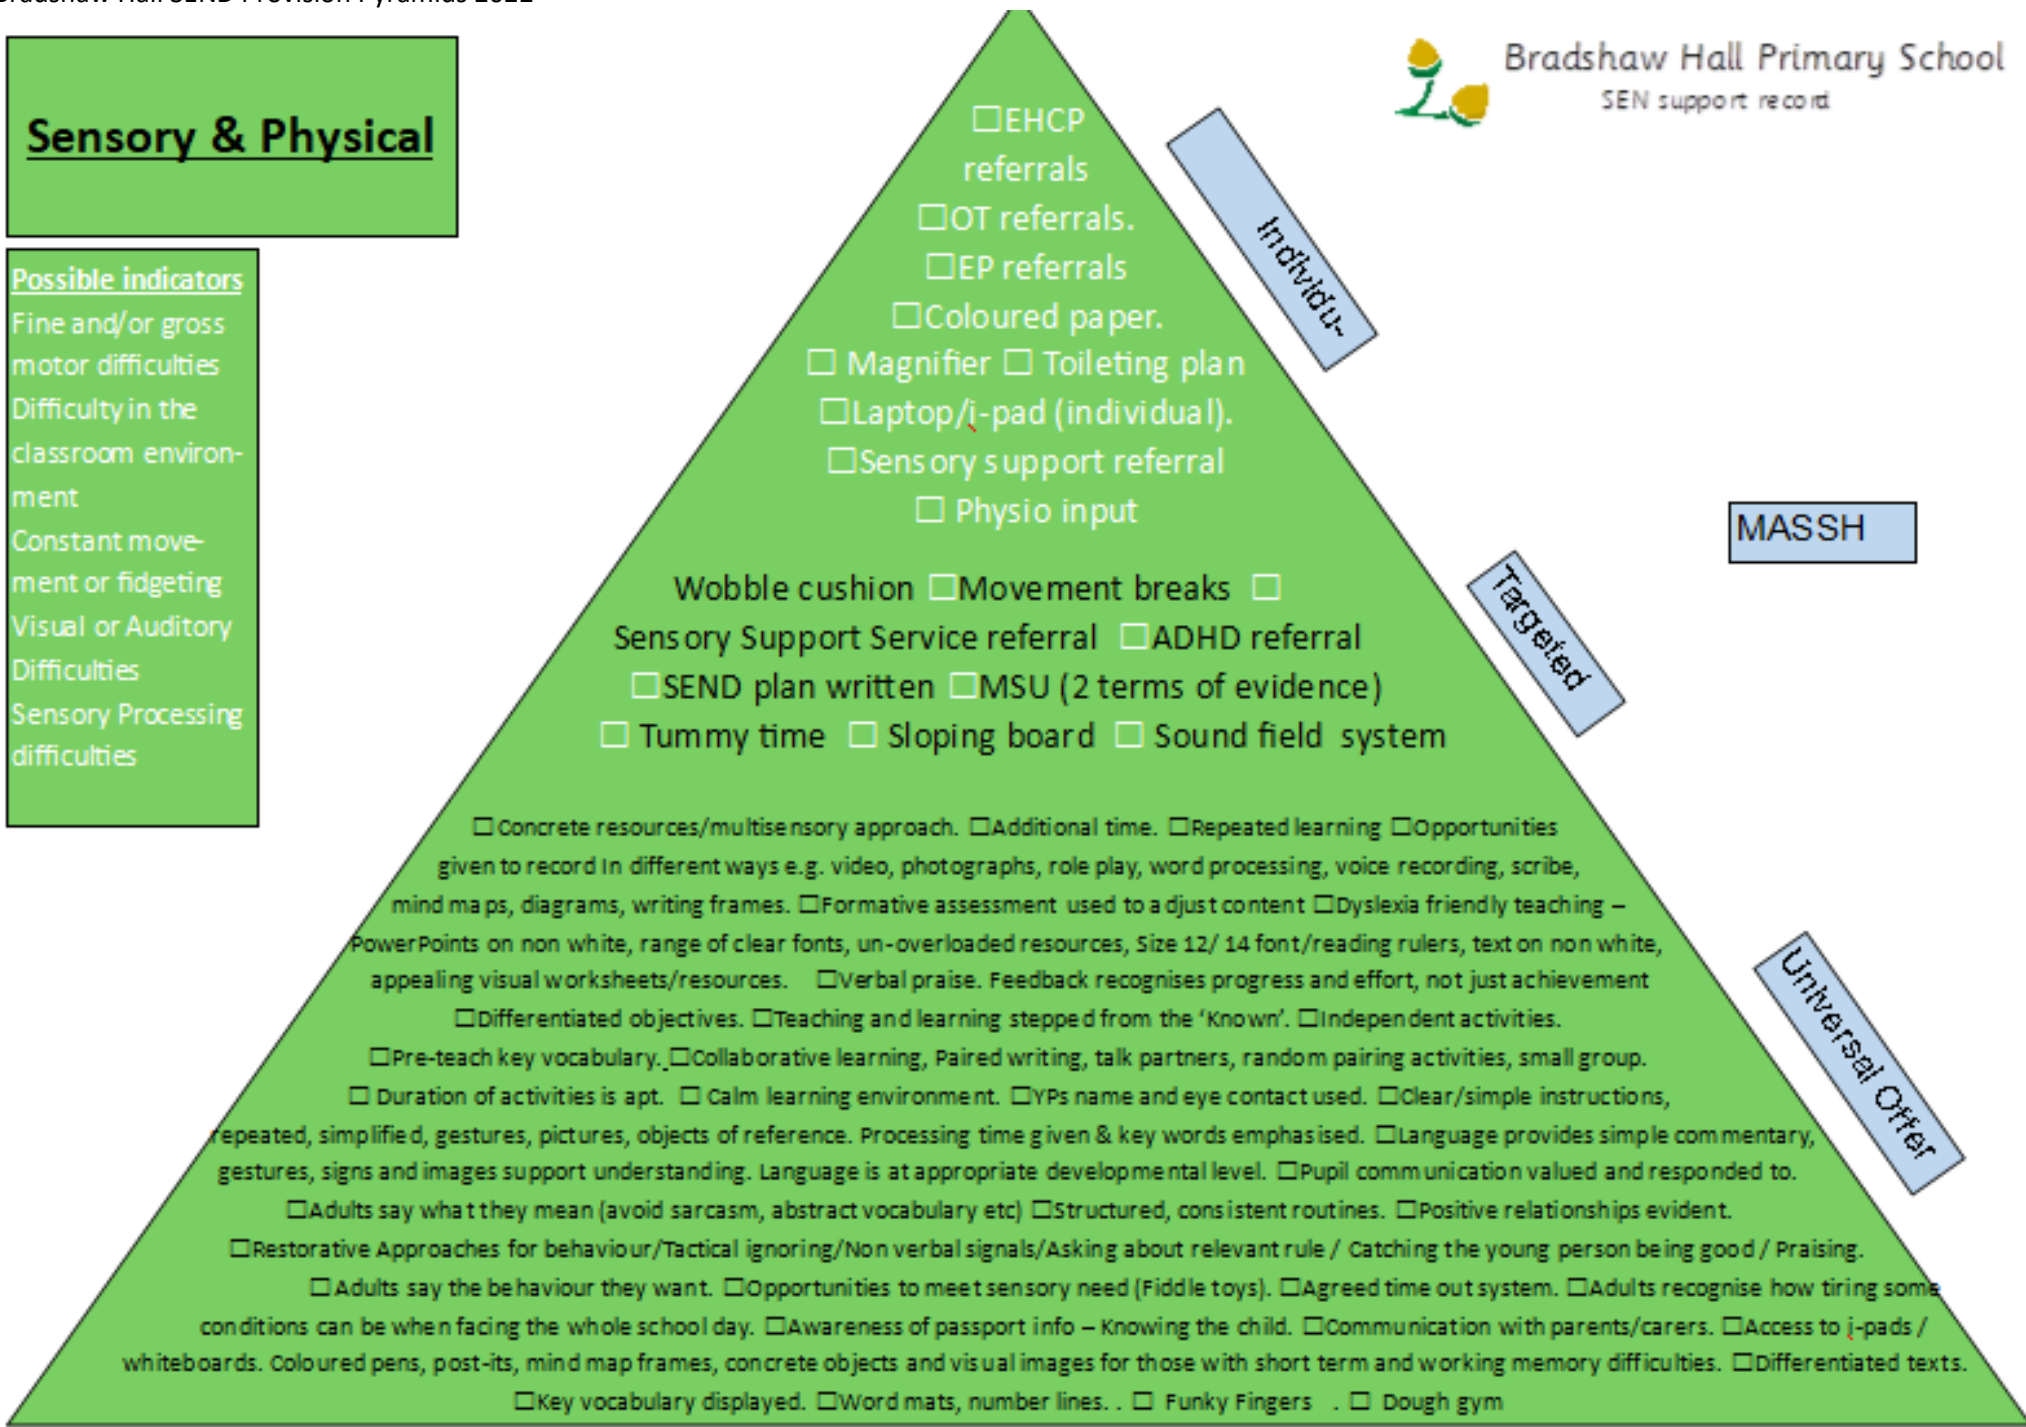 Bradshaw Hall SEND Provision Pyramids 2022
Sensory & Physical
Bradshaw Hall Primary School
SEN support record
Possible indicators
Fine and/or gross
motor difficulties
Difficulty in the
classroom environ-
ment
Constant move-
ment or fidgeting
Visual or Auditory
Difficulties
Sensory Processing
difficulties
☐EHCP
referrals
☐OT referrals.
☐EP referrals
☐Coloured paper.
☐ Magnifier ☐ Toileting plan
☐Laptop/i-pad (individual).
☐Sensory support referral
☐ Physio input
Individu-
MASSH
Wobble cushion ☐Movement breaks ☐
Sensory Support Service referral ☐ADHD referral
☐SEND plan written ☐MSU (2 terms of evidence)
☐ Tummy time ☐ Sloping board ☐ Sound field system
Targeted
☐Concrete resources/multisensory approach. ☐Additional time. ☐Repeated learning ☐Opportunities
given to record In different ways e.g. video, photographs, role play, word processing, voice recording, scribe,
mind maps, diagrams, writing frames. ☐Formative assessment used to adjust content ☐Dyslexia friendly teaching –
PowerPoints on non white, range of clear fonts, un-overloaded resources, Size 12/ 14 font/reading rulers, text on non white,
appealing visual worksheets/resources. ☐Verbal praise. Feedback recognises progress and effort, not just achievement
☐Differentiated objectives. ☐Teaching and learning stepped from the ‘Known’. ☐Independent activities.
☐Pre-teach key vocabulary. ☐Collaborative learning, Paired writing, talk partners, random pairing activities, small group.
☐ Duration of activities is apt. ☐ Calm learning environment. ☐YPs name and eye contact used. ☐Clear/simple instructions,
repeated, simplified, gestures, pictures, objects of reference. Processing time given & key words emphasised. ☐Language provides simple commentary,
gestures, signs and images support understanding. Language is at appropriate developmental level. ☐Pupil communication valued and responded to.
☐Adults say what they mean (avoid sarcasm, abstract vocabulary etc) ☐Structured, consistent routines. ☐Positive relationships evident.
☐Restorative Approaches for behaviour/Tactical ignoring/Non verbal signals/Asking about relevant rule / Catching the young person being good / Praising.
☐Adults say the behaviour they want. ☐Opportunities to meet sensory need (Fiddle toys). ☐Agreed time out system. ☐Adults recognise how tiring some
conditions can be when facing the whole school day. ☐Awareness of passport info – Knowing the child. ☐Communication with parents/carers. ☐Access to i-pads /
whiteboards. Coloured pens, post-its, mind map frames, concrete objects and visual images for those with short term and working memory difficulties. ☐Differentiated texts.
☐Key vocabulary displayed. ☐Word mats, number lines. . ☐ Funky Fingers . ☐ Dough gym
Universal Offer